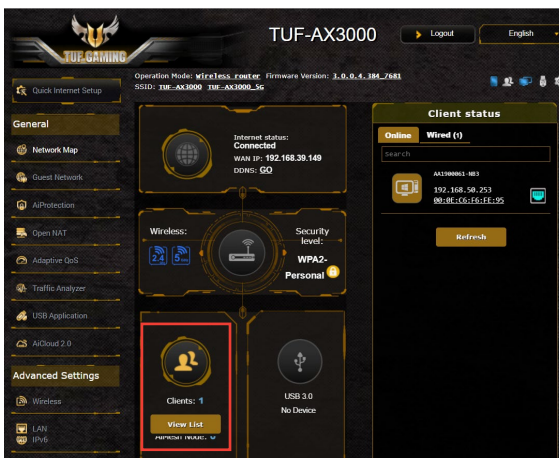 TUF GAMING
TUF-AX3000
Logout
English
Quick Internet Setup
Operation Mode: Wireless router Firmware Version: 3.0.0.4.384_7681
SSID: TUF-AX3000 TUF-AX3000_5G
General
Network Map
Guest Network
AiProtection
Open NAT
Adaptive QoS
Traffic Analyzer
USB Application
AiCloud 2.0
Advanced Settings
Wireless
LAN
IPv6
Internet status:
Connected
WAN IP: 192.168.39.149
DDNS: GO
Wireless:
2.4
5
Security
level:
WPA2-
Personal
Clients: 1
View List
AiMesh Node: 0
USB 3.0
No Device
Client status
Online Wired (1)
search
AA1900061-NB3
192.168.50.253
00:0E:C6:F6:FE:95
Refresh